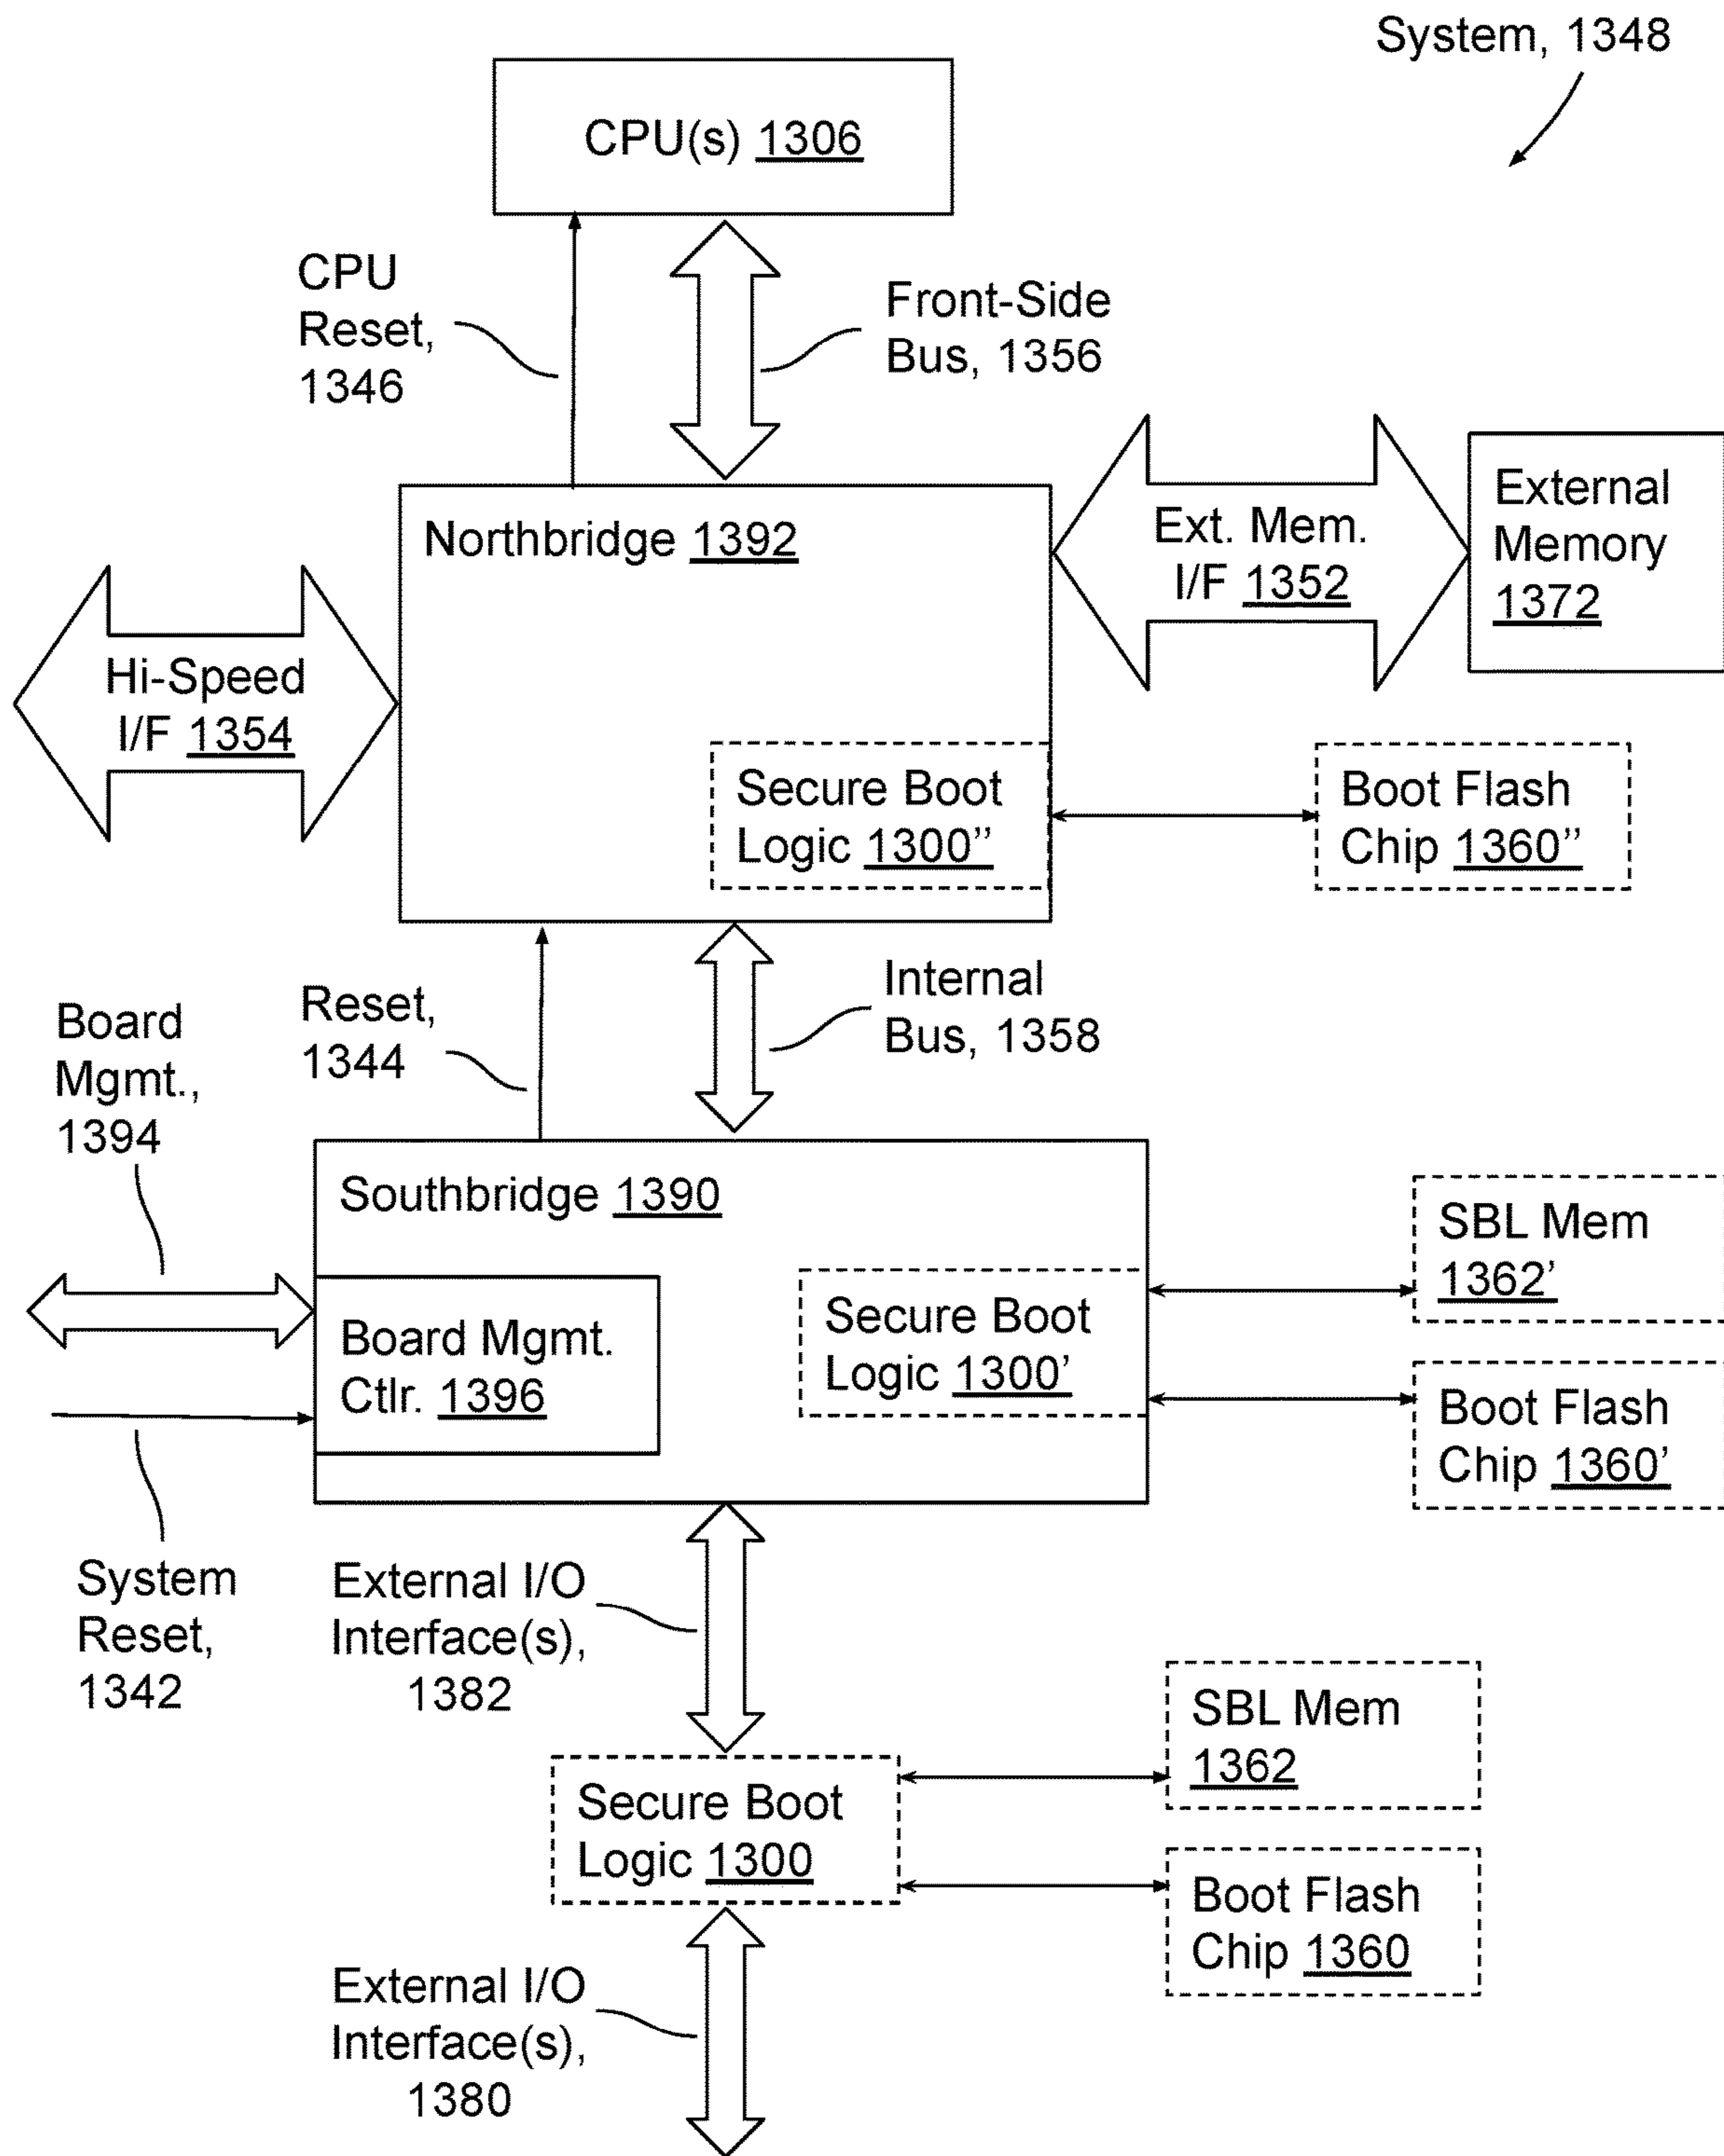 System, 1348
CPU(s) 1306
CPU
Reset,
1346
Front-Side
Bus, 1356
Northbridge 1392
Ext. Mem.
I/F 1352
External
Memory
1372
Hi-Speed
I/F 1354
Secure Boot
Logic 1300’’
Boot Flash
Chip 1360’’
Reset,
1344
Internal
Bus, 1358
Board
Mgmt.,
1394
Southbridge 1390
SBL Mem
1362’
Secure Boot
Logic 1300’
Board Mgmt.
Ctlr. 1396
Boot Flash
Chip 1360’
System
Reset,
1342
External I/O
Interface(s),
1382
SBL Mem
1362
Secure Boot
Logic 1300
Boot Flash
Chip 1360
External I/O
Interface(s),
1380